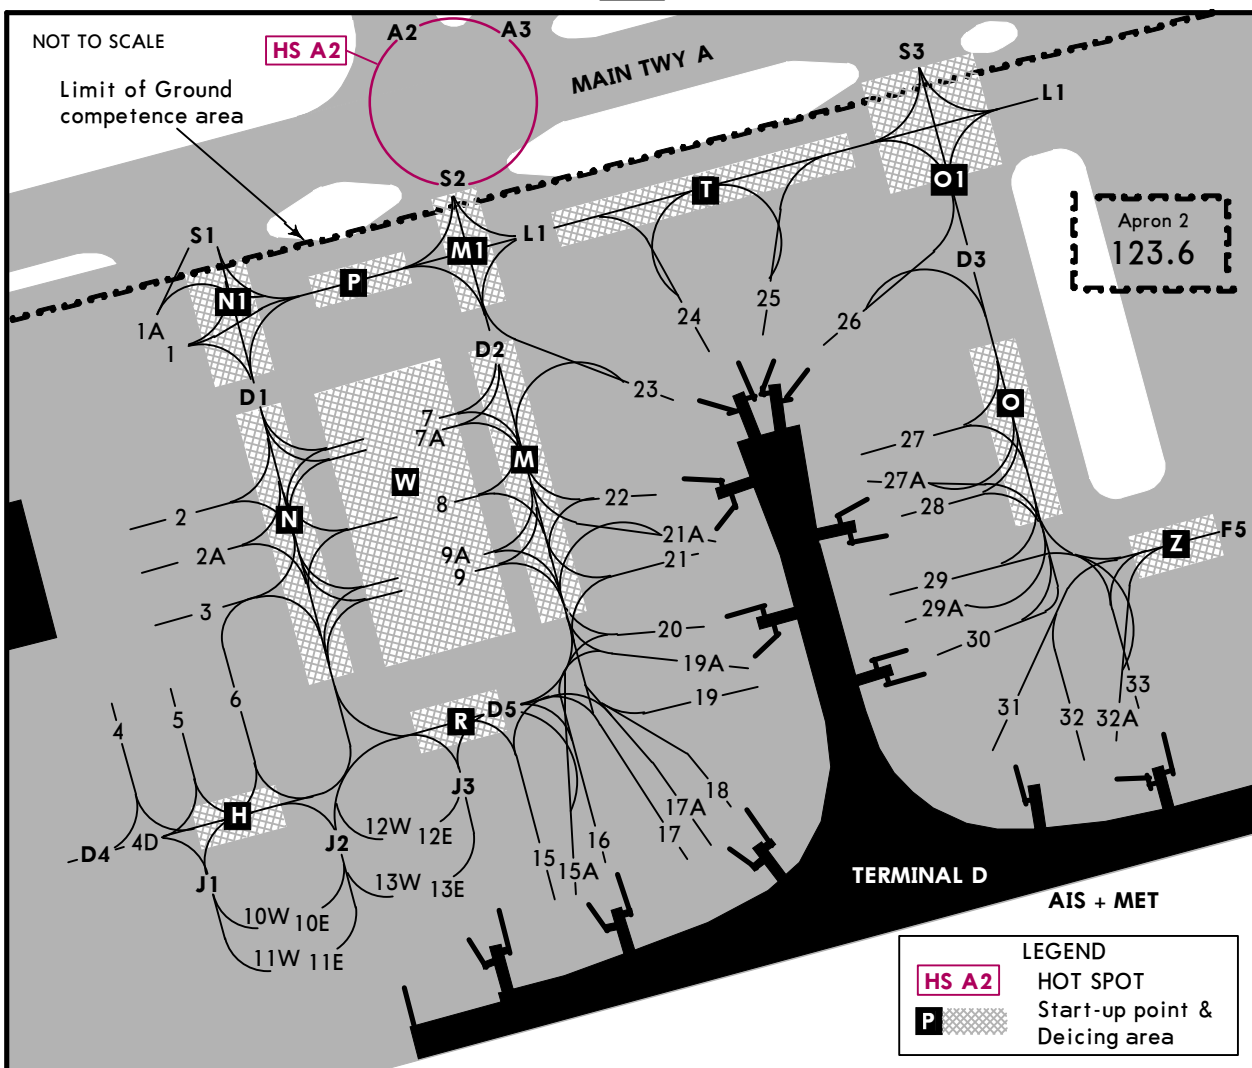 NOT TO SCALE
HS A2
A2
A3
MAIN TWY A
S3
L1
Limit of Ground
competence area
S2
T
O1
Apron 2
123.6
S1
L1
M1
P
N1
D3
1A
1
24
25
26
D2
D1
23
7
7A
O
27
W
M
8
22
27A
28
2
N
2A
9A
9
21A
21
Z
F5
3
20
19A
19
29
29A
30
4
5
6
R
D5
31
32
32A
33
J3
18
17A
17
H
12W
12E
D4
4D
J2
16
15
15A
J1
13W
13E
10W
10E
11W
11E
TERMINAL D
AIS + MET
LEGEND
HS A2
HOT SPOT
P
Start-up point &
Deicing area